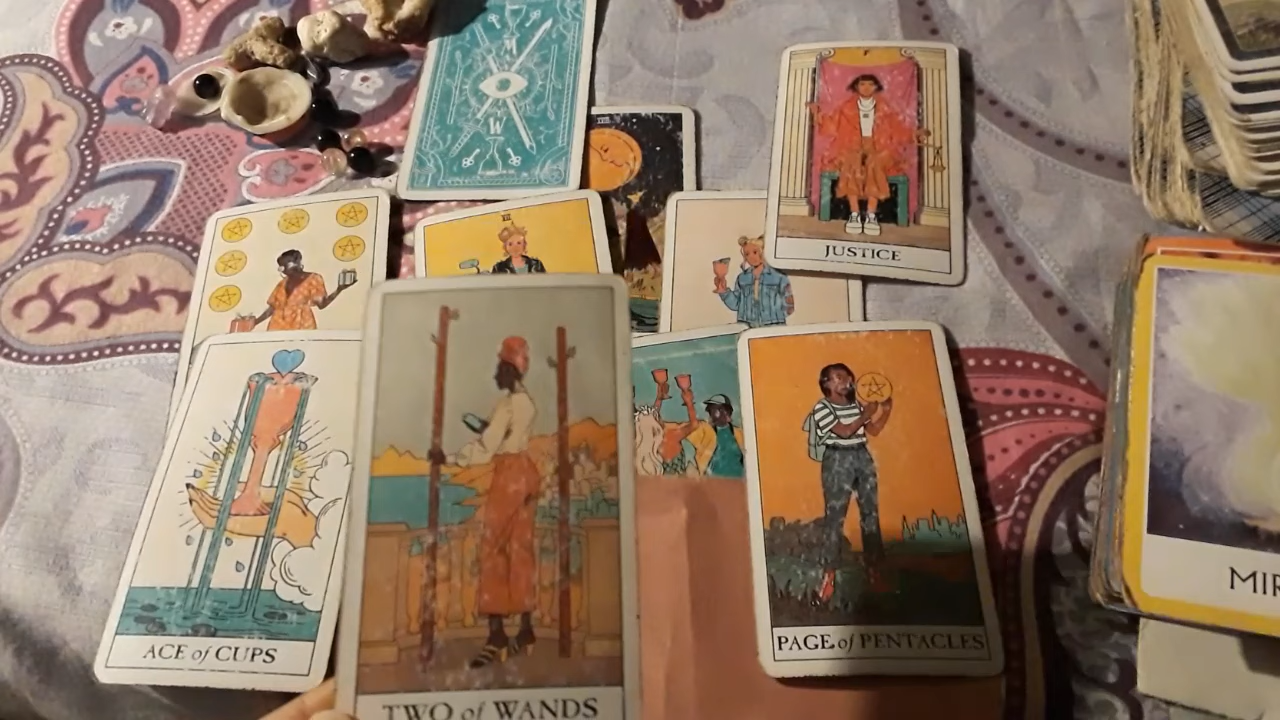 M
W
JUSTICE
ACE of CUPS
TWO of WANDS
PAGE of PENTACLES
MIR